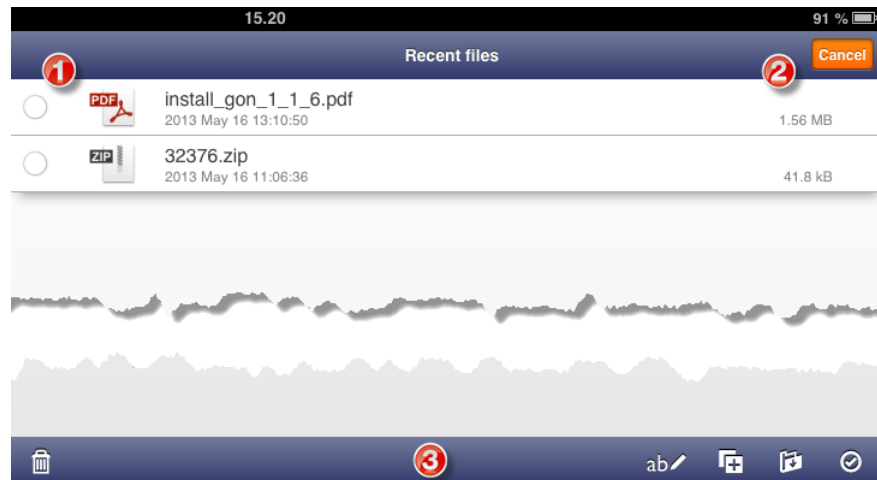 15.20
91 %
Recent files
Cancel
1
2
PDF
install_gon_1_1_6.pdf
2013 May 16 13:10:50
1.56 MB
ZIP
32376.zip
2013 May 16 11:06:36
41.8 kB
3
ab